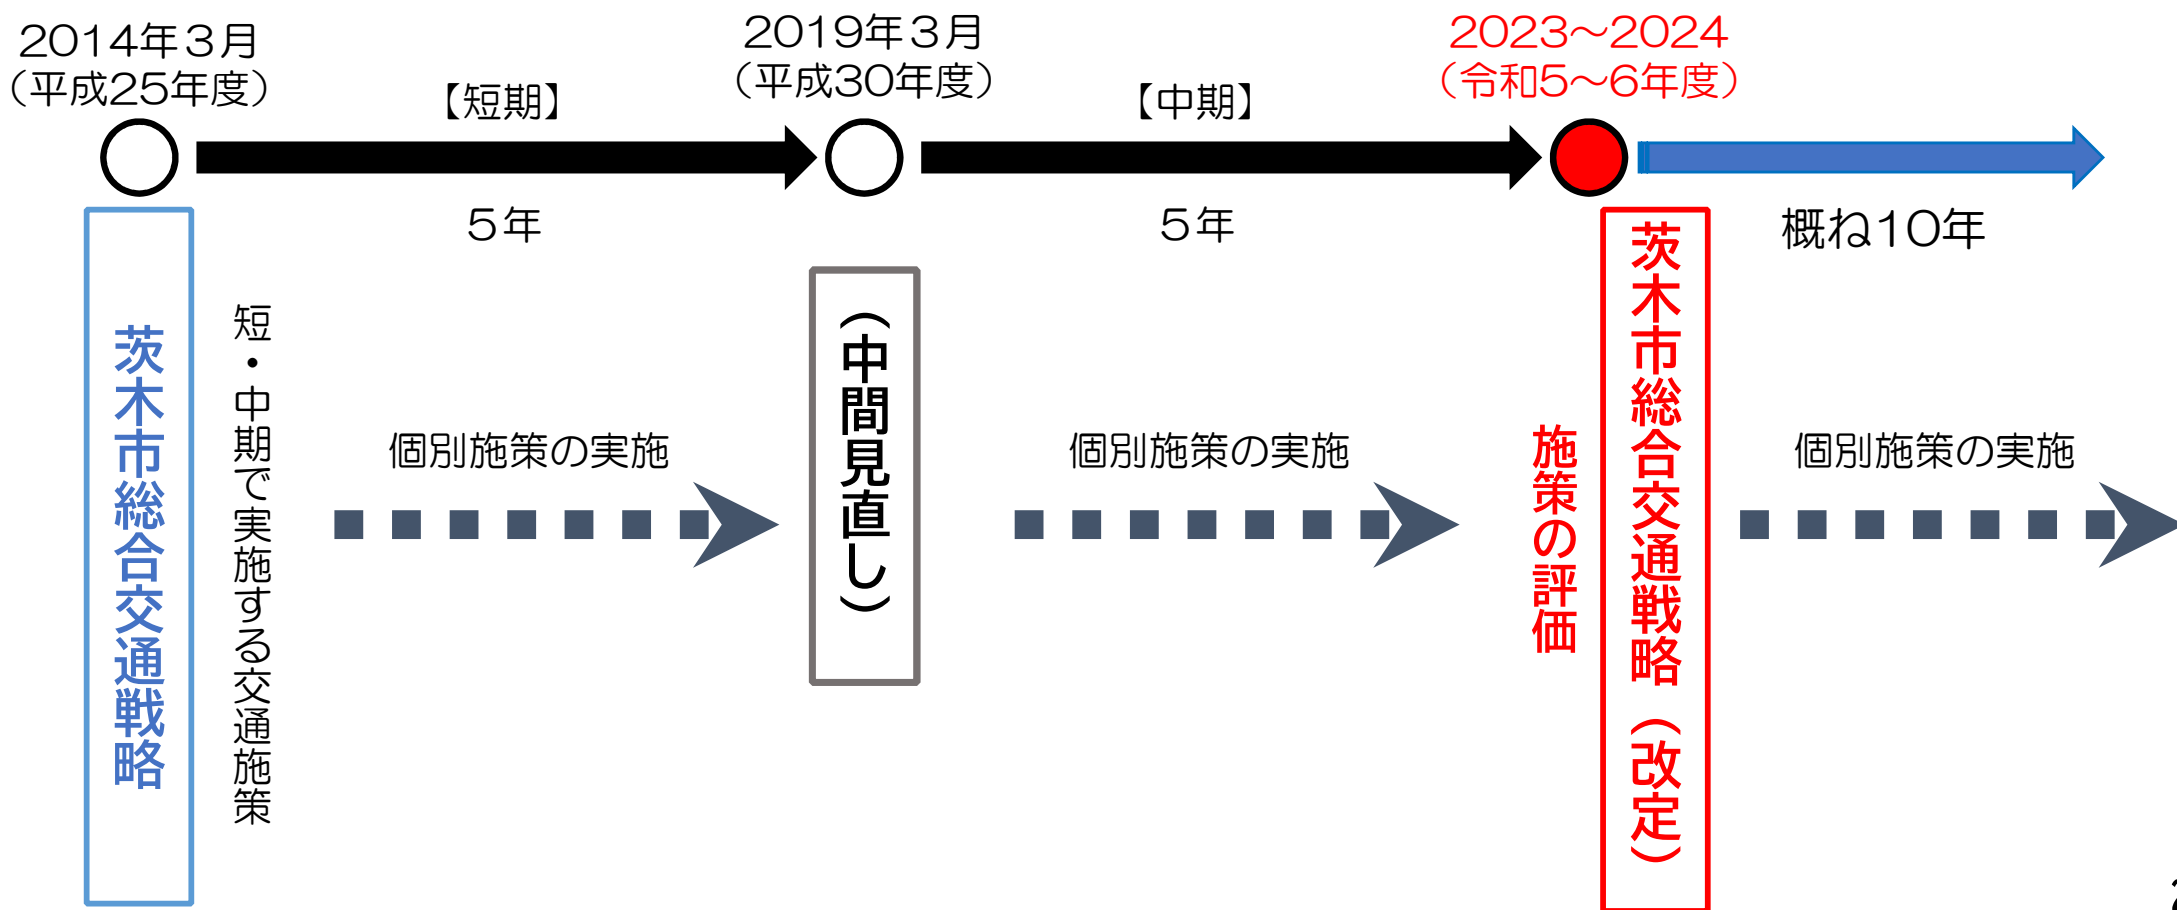 2014年３月
（平成25年度）
【短期】
2019年３月
（平成30年度）
【中期】
2023～2024
（令和5～6年度）
５年
５年
概ね10年
茨木市総合交通戦略
短・中期で実施する交通施策
個別施策の実施
（中間見直し）
個別施策の実施
施策の評価
茨木市総合交通戦略（改定）
個別施策の実施